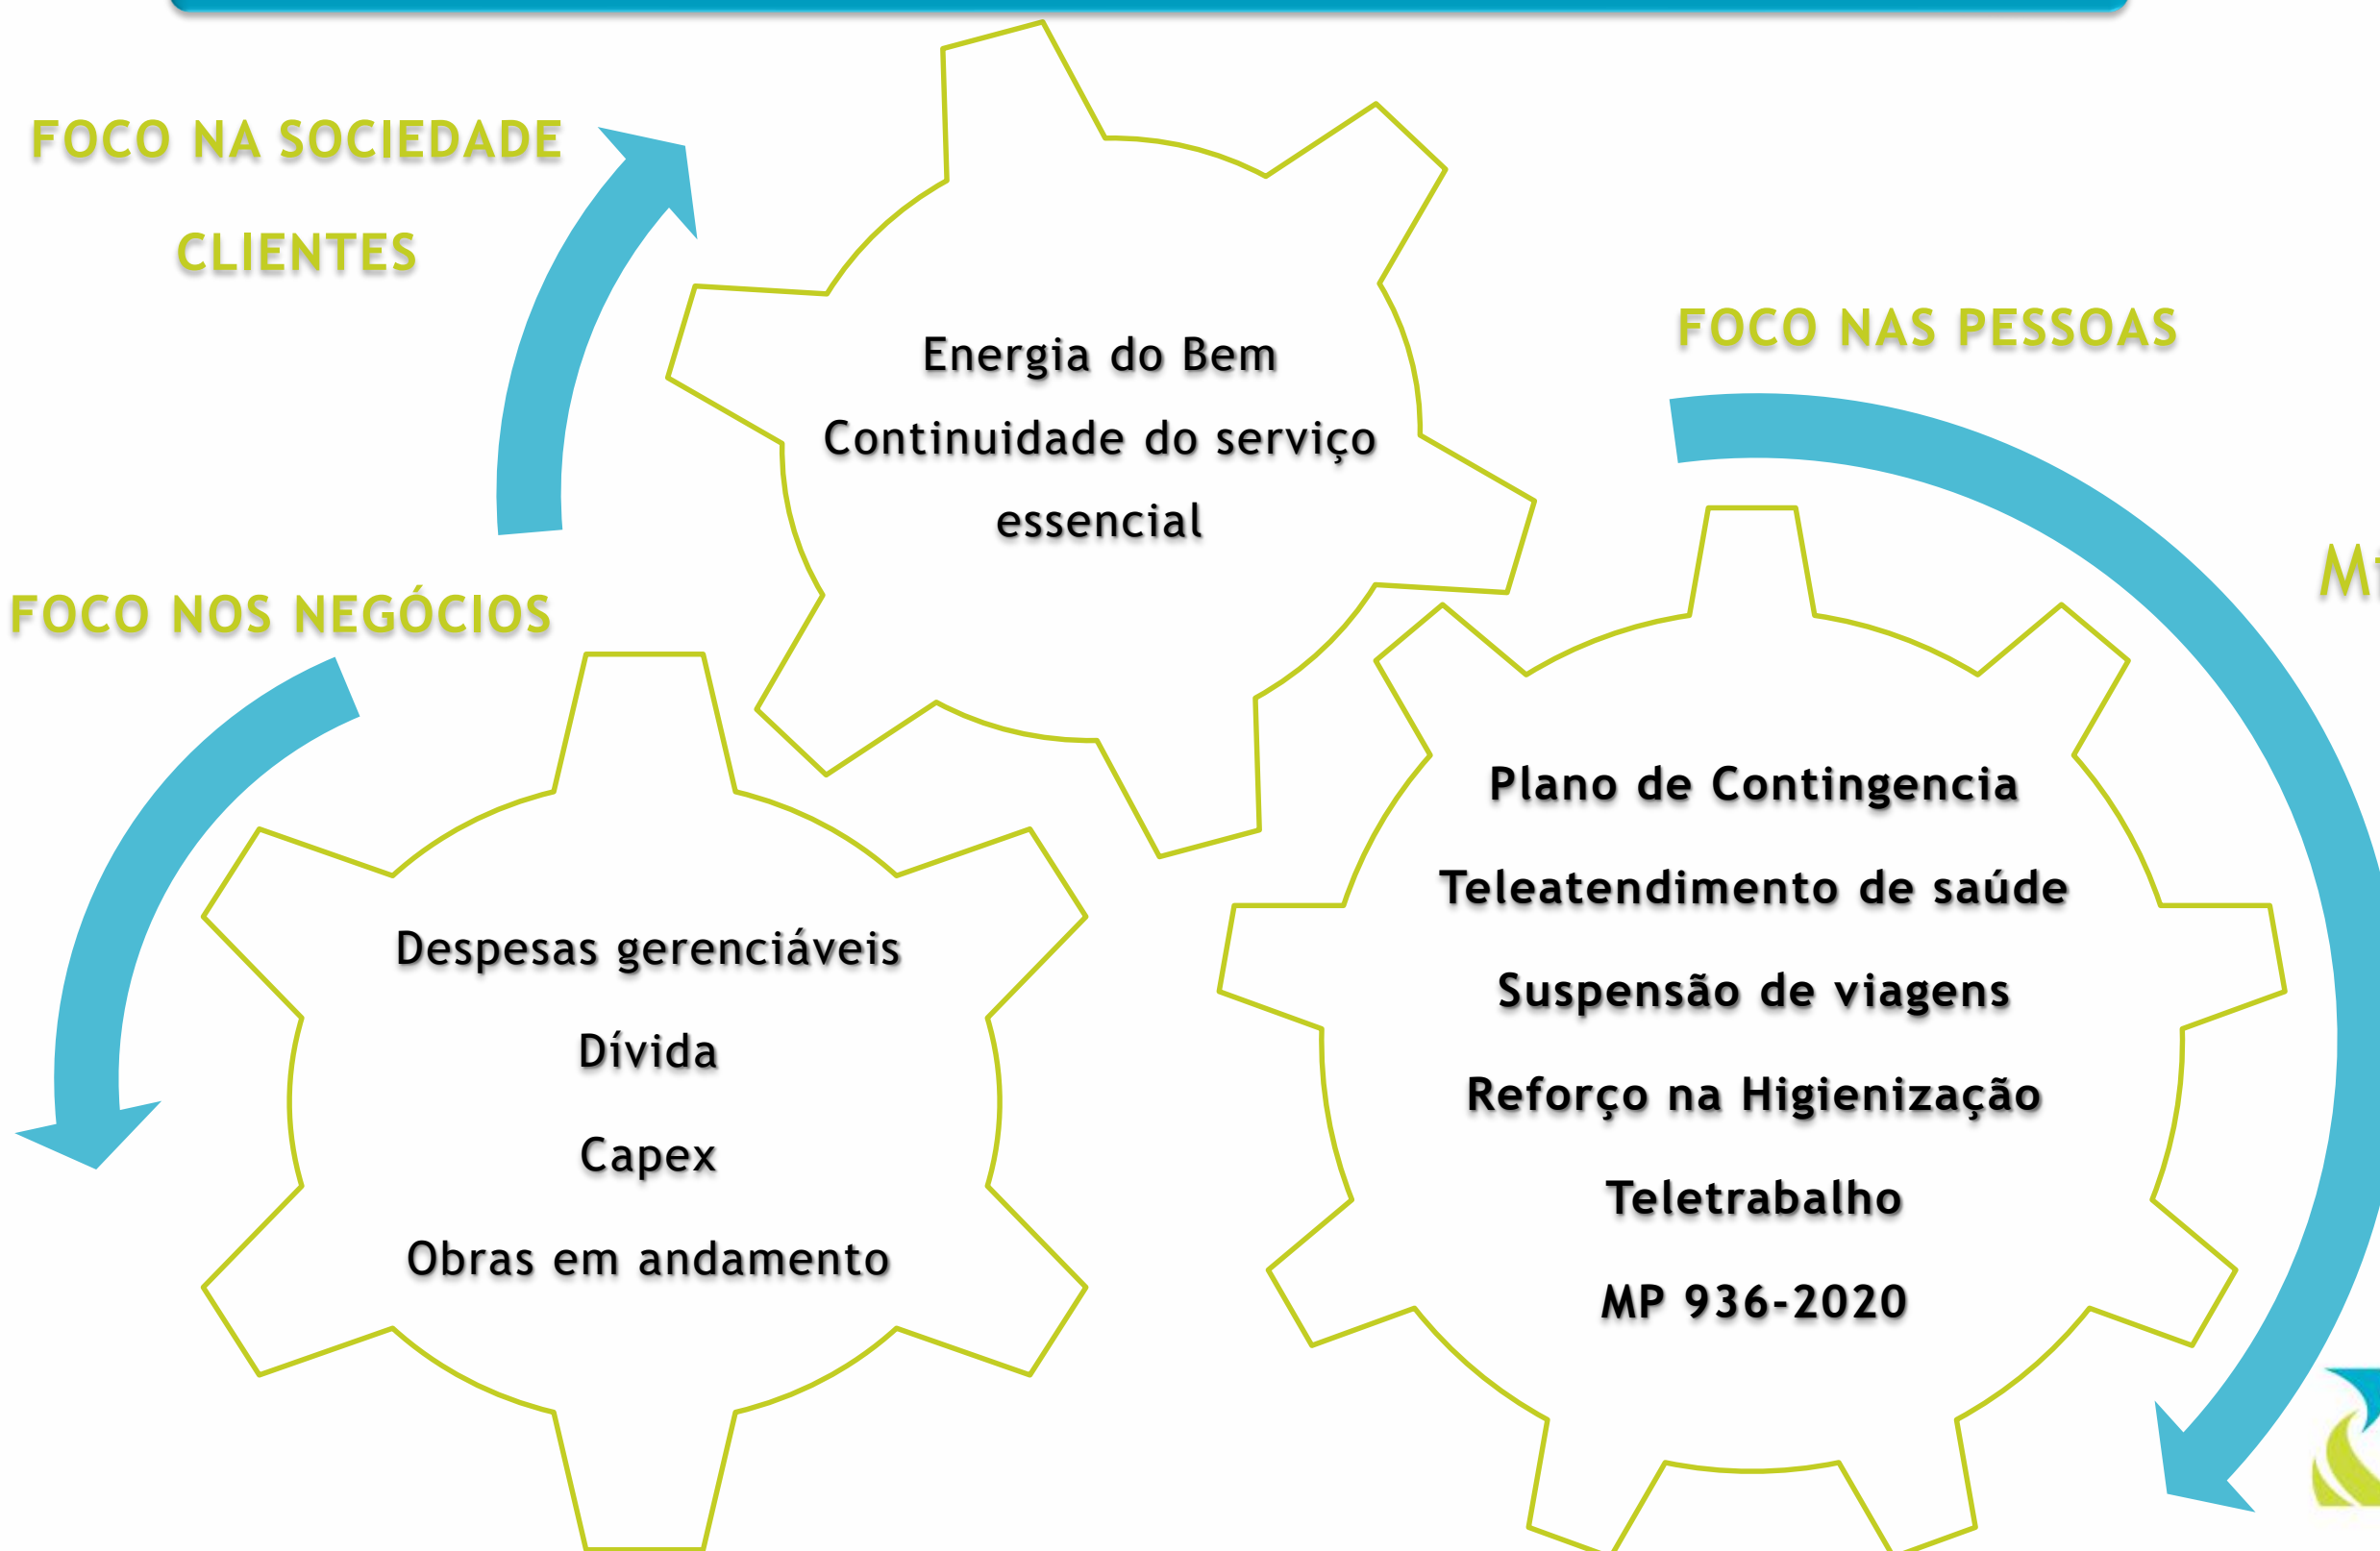 FOCO NA SOCIEDADE
CLIENTES
Energia do Bem
Continuidade do serviço
essencial
FOCO NAS PESSOAS
FOCO NOS NEGÓCIOS
Plano de Contingencia
Teleatendimento de saúde
Suspensão de viagens
Reforço na Higienização
Teletrabalho
MP 936-2020
Despesas gerenciáveis
Dívida
Capex
Obras em andamento